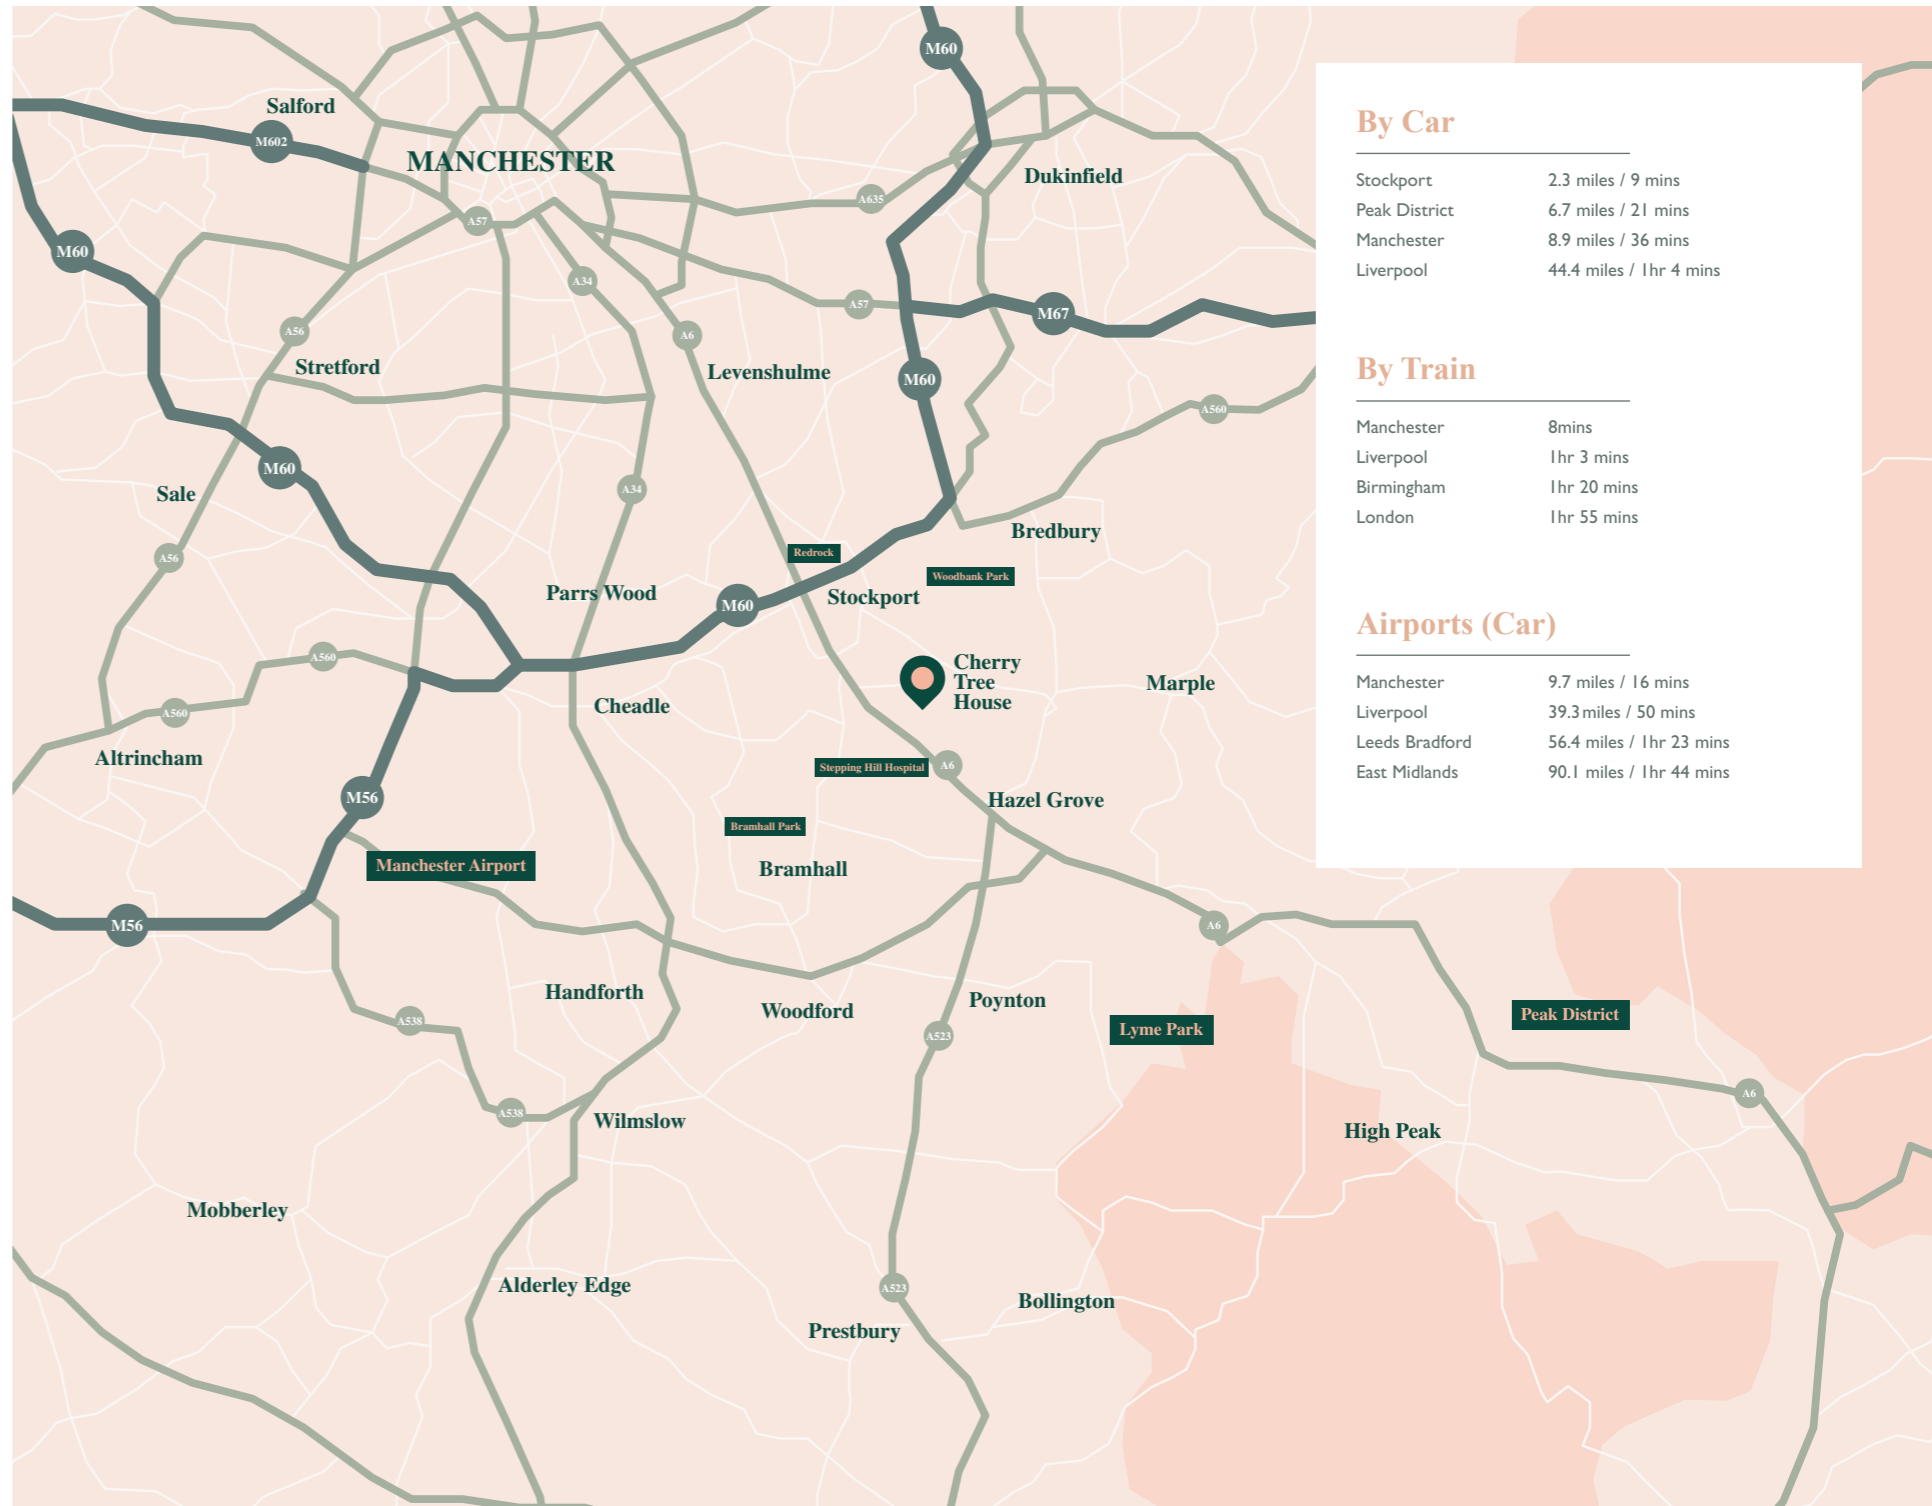 M60
Salford
M602
MANCHESTER
Dukinfield
A635
A57
M60
A34
A57
M67
A56
A6
Stretford
Levenshulme
M60
A560
M60
Sale
A34
Bredbury
Redrock
A56
Woodbank Park
Parrs Wood
Stockport
M60
A560
Cherry
Tree
House
Marple
Cheadle
A560
Altrincham
Stepping Hill Hospital
A6
M56
Hazel Grove
Bramhall Park
Manchester Airport
Bramhall
M56
A6
Handforth
Woodford
Poynton
A538
A523
Lyme Park
Peak District
A6
A538
Wilmslow
High Peak
Mobberley
Alderley Edge
A523
Bollington
Prestbury
By Car
Stockport 2.3 miles / 9 mins
Peak District 6.7 miles / 21 mins
Manchester 8.9 miles / 36 mins
Liverpool 44.4 miles / 1hr 4 mins
By Train
Manchester 8mins
Liverpool 1hr 3 mins
Birmingham 1hr 20 mins
London 1hr 55 mins
Airports (Car)
Manchester 9.7 miles / 16 mins
Liverpool 39.3 miles / 50 mins
Leeds Bradford 56.4 miles / 1hr 23 mins
East Midlands 90.1 miles / 1hr 44 mins